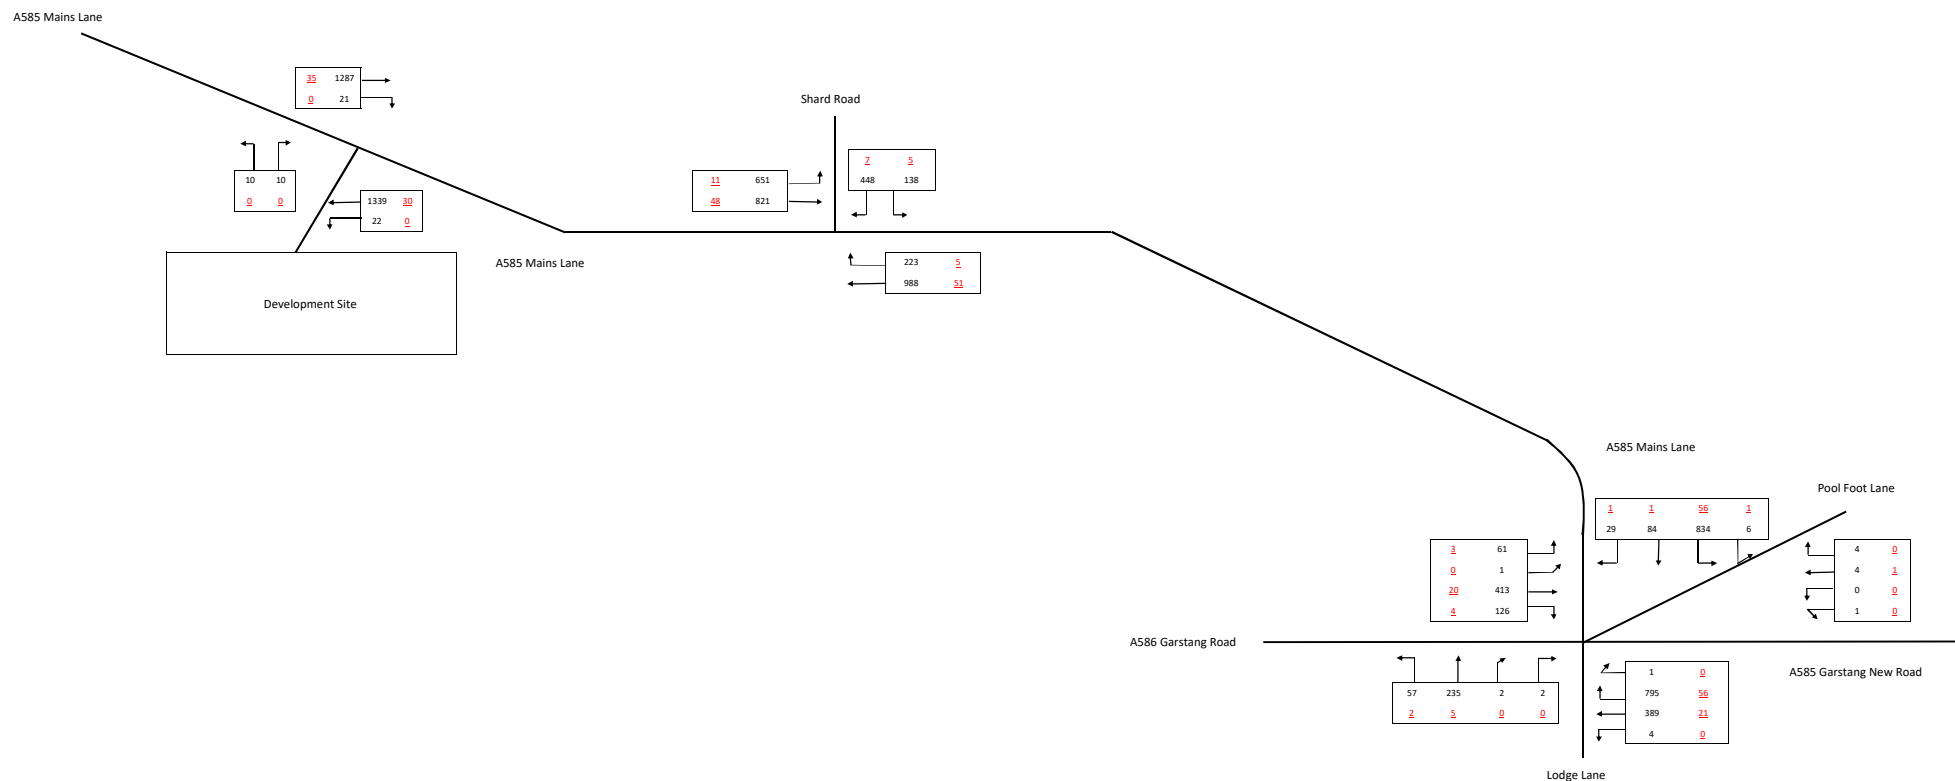 A585 Mains Lane
35 1287
0 21
Shard Road
10 10
0 0
1339 30
22 0
11 651
48 821
7 5
448 138
A585 Mains Lane
223 5
988 51
Development Site
A585 Mains Lane
Pool Foot Lane
1 1 56 1
29 84 834 6
3 61
0 1
20 413
4 126
4 0
4 1
0 0
1 0
A586 Garstang Road
A585 Garstang New Road
57 235 2 2
2 5 0 0
1 0
795 56
389 21
4 0
Lodge Lane